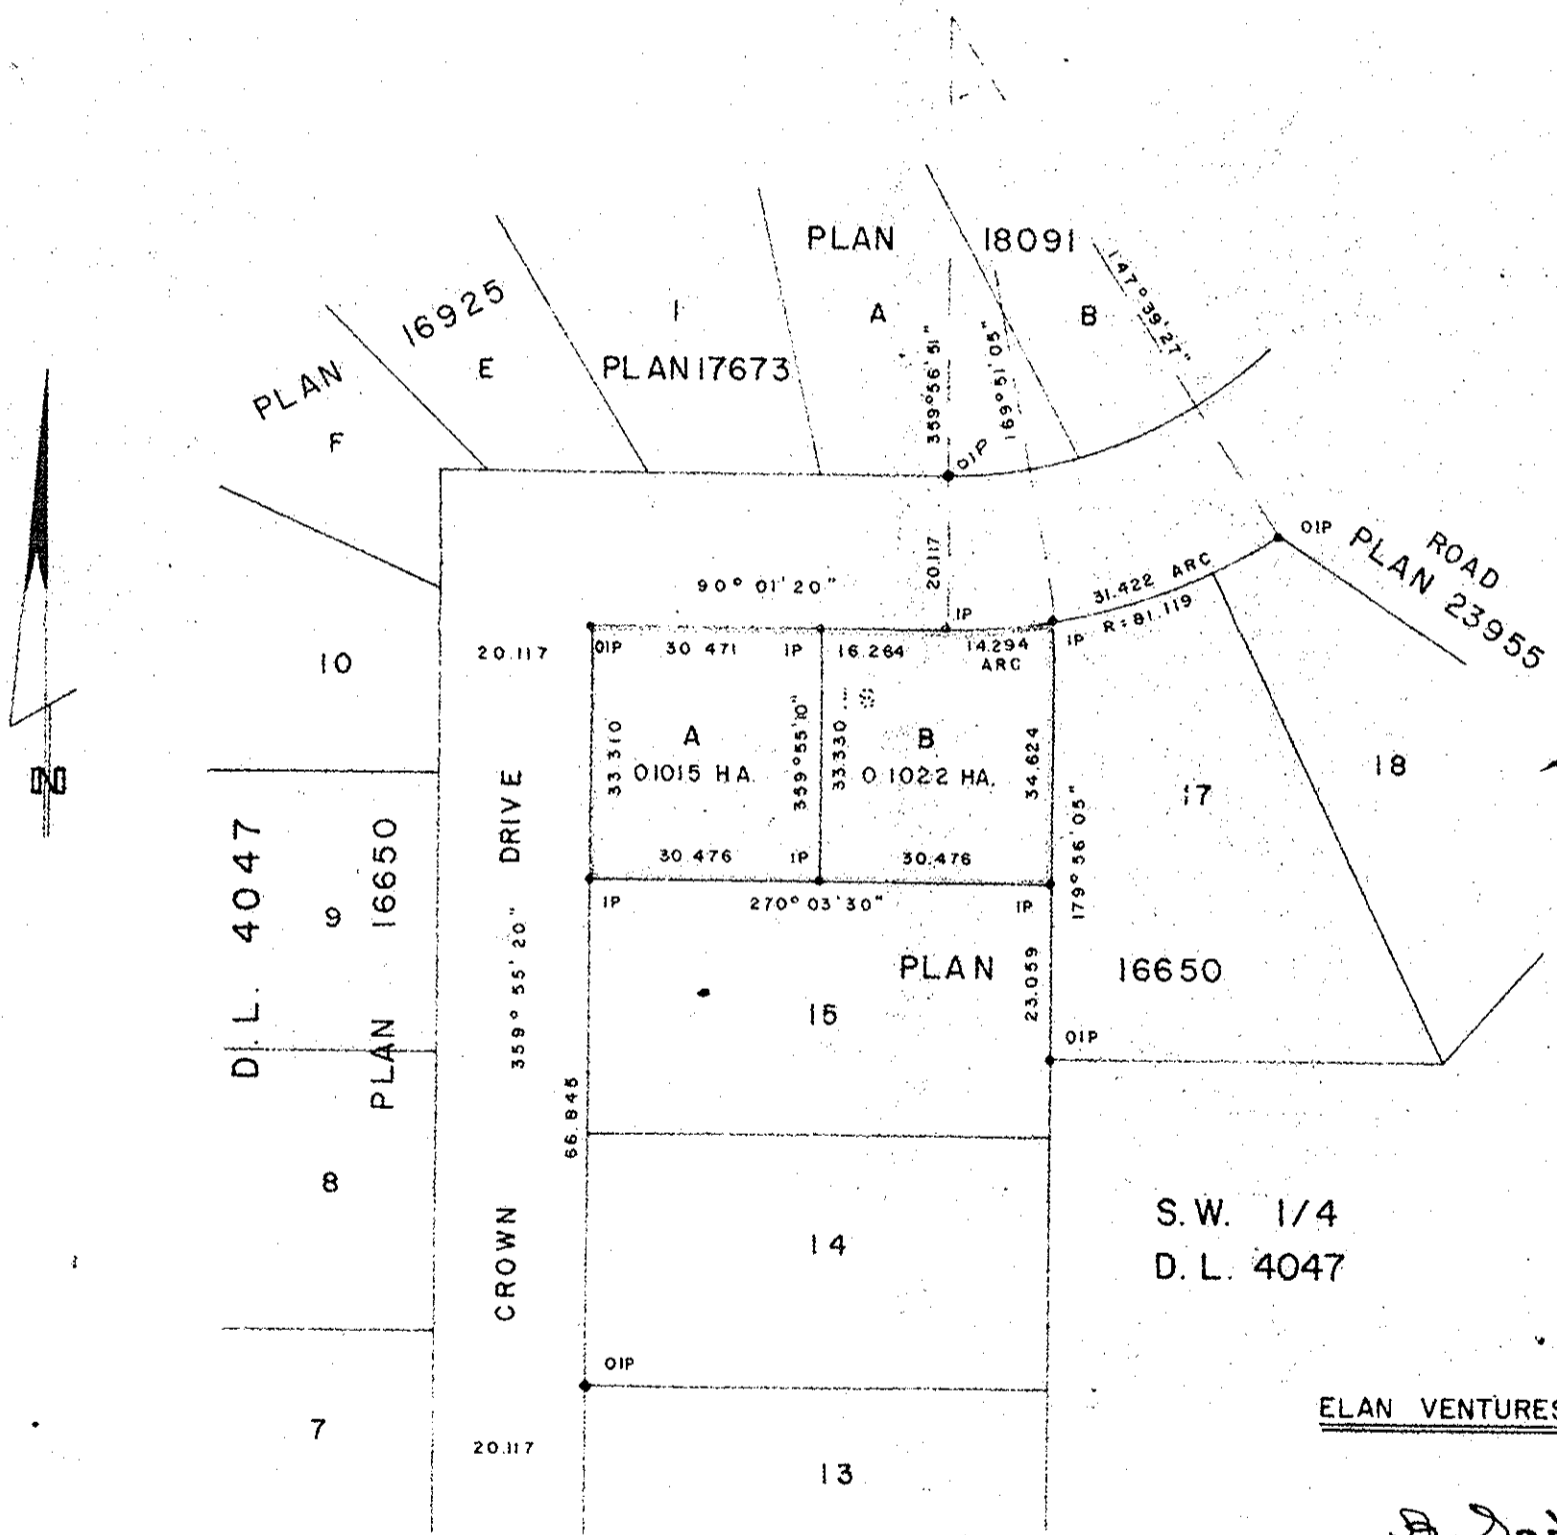 PLAN 18091
A
B
147°39'27"
359°56'51"
169°51'05"
PLAN 16925
E
F
1
PLAN 17673
OIP
OIP
ROAD
PLAN 23955
90° 01' 20"
20.117
31.422 ARC
R=81.119
IP
IP
20.117
OIP
30.471
IP
16.264
14.294
ARC
10
33.310
A
0.1015 HA.
359°55'10"
33.330
B
0.1022 HA.
34.624
179°56'05"
17
18
N
30.476
IP
30.476
IP
270°03'30"
IP
D.L. 4047
9
PLAN 16650
CROWN DRIVE
359° 55' 20"
PLAN 16650
23.059
15
OIP
66.845
8
14
S.W. 1/4
D.L. 4047
OIP
7
20.117
13
ELAN VENTURES